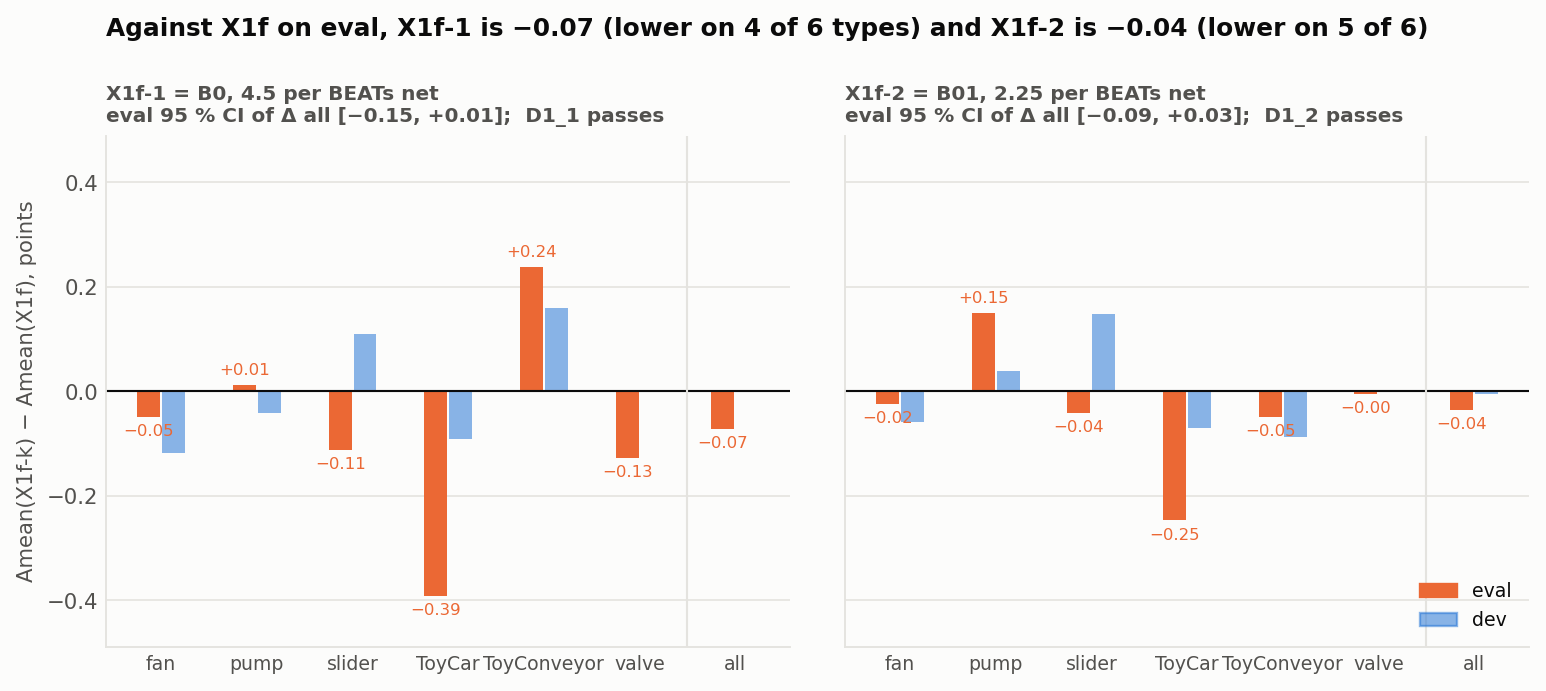 Against X1f on eval, X1f-1 is −0.07 (lower on 4 of 6 types) and X1f-2 is −0.04 (lower on 5 of 6)
X1f-1 = B0, 4.5 per BEATs net
eval 95 % CI of Δ all [−0.15, +0.01];  D1_1 passes
Amean(X1f-k) − Amean(X1f), points
0.4
0.2
0.0
−0.2
−0.4
−0.05
+0.01
−0.11
−0.39
+0.24
−0.13
−0.07
fan
pump
slider
ToyCar
ToyConveyor
valve
all
X1f-2 = B01, 2.25 per BEATs net
eval 95 % CI of Δ all [−0.09, +0.03];  D1_2 passes
−0.02
+0.15
−0.04
−0.25
−0.05
−0.00
−0.04
fan
pump
slider
ToyCar
ToyConveyor
valve
all
eval
dev